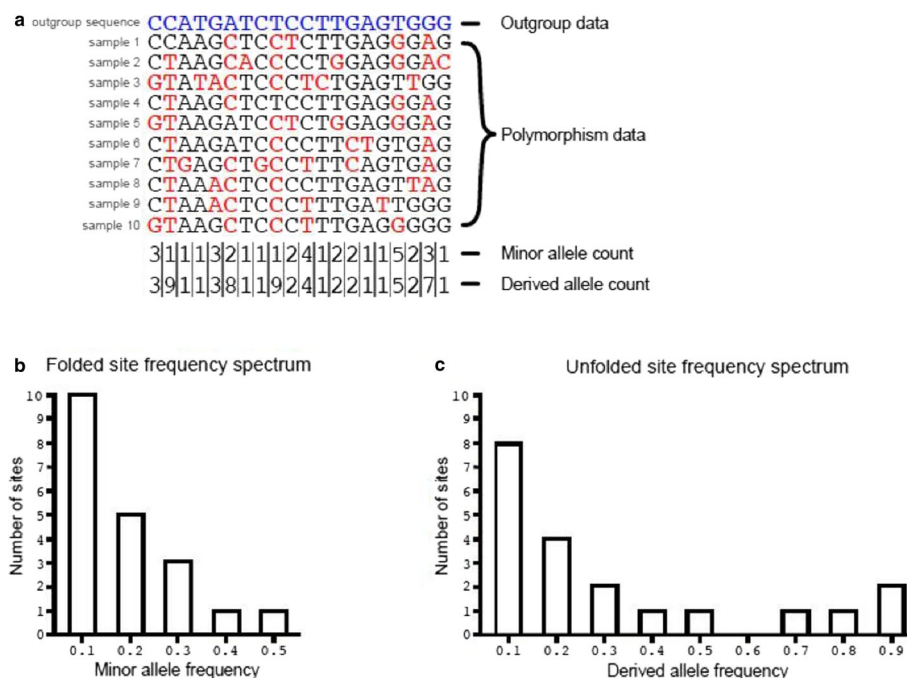 a
outgroup sequence CCATGATCTCCTTGAGTGGG Outgroup data
sample 1 CCAAGCTCCTCTTGAGGGAG
sample 2 CTAAGCACCCCTGGAGGGAC
sample 3 GTATACTCCCTCTGAGTTGG
sample 4 CTAAGCTCTCCTTGAGGGAG
sample 5 GTAAGATCCTCTGGAGGGAG
Polymorphism data
sample 6 CTAAGATCCCCTTCTGTGAG
sample 7 CTGAGCTGCCTTTCAGTGAG
sample 8 CTAAACTCCCCTTGAGTTAG
sample 9 CTAAACTCCCTTTGATTGGG
sample 10 GTAAGCTCCCTTTGAGGGGG
3|1|1|1|3|2|1|1|1|2|4|1|2|2|1|1|5|2|3|1 Minor allele count
3|9|1|1|3|8|1|1|9|2|4|1|2|2|1|1|5|2|7|1 Derived allele count
b Folded site frequency spectrum
Number of sites
10
9
8
7
6
5
4
3
2
1
0
0.1 0.2 0.3 0.4 0.5
Minor allele frequency
c Unfolded site frequency spectrum
Number of sites
10
9
8
7
6
5
4
3
2
1
0
0.1 0.2 0.3 0.4 0.5 0.6 0.7 0.8 0.9
Derived allele frequency